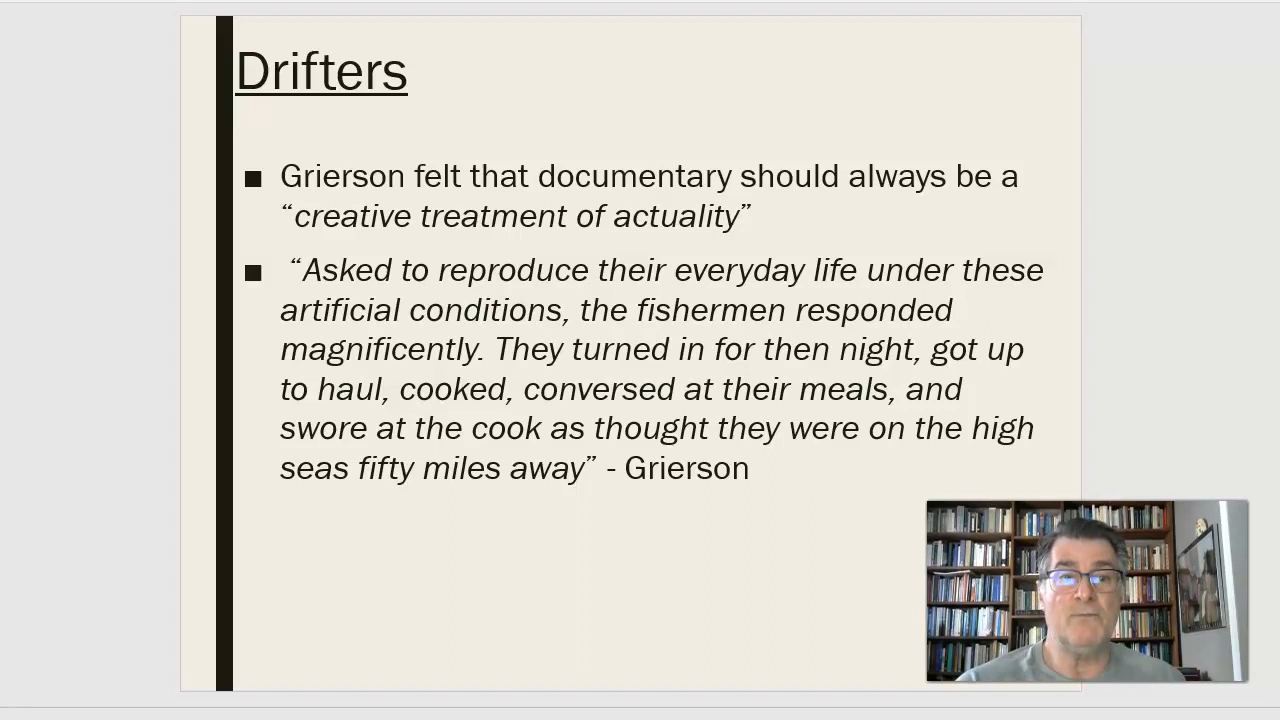 Drifters
■ Grierson felt that documentary should always be a
“creative treatment of actuality”
■ “Asked to reproduce their everyday life under these
artificial conditions, the fishermen responded
magnificently. They turned in for then night, got up
to haul, cooked, conversed at their meals, and
swore at the cook as thought they were on the high
seas fifty miles away” - Grierson